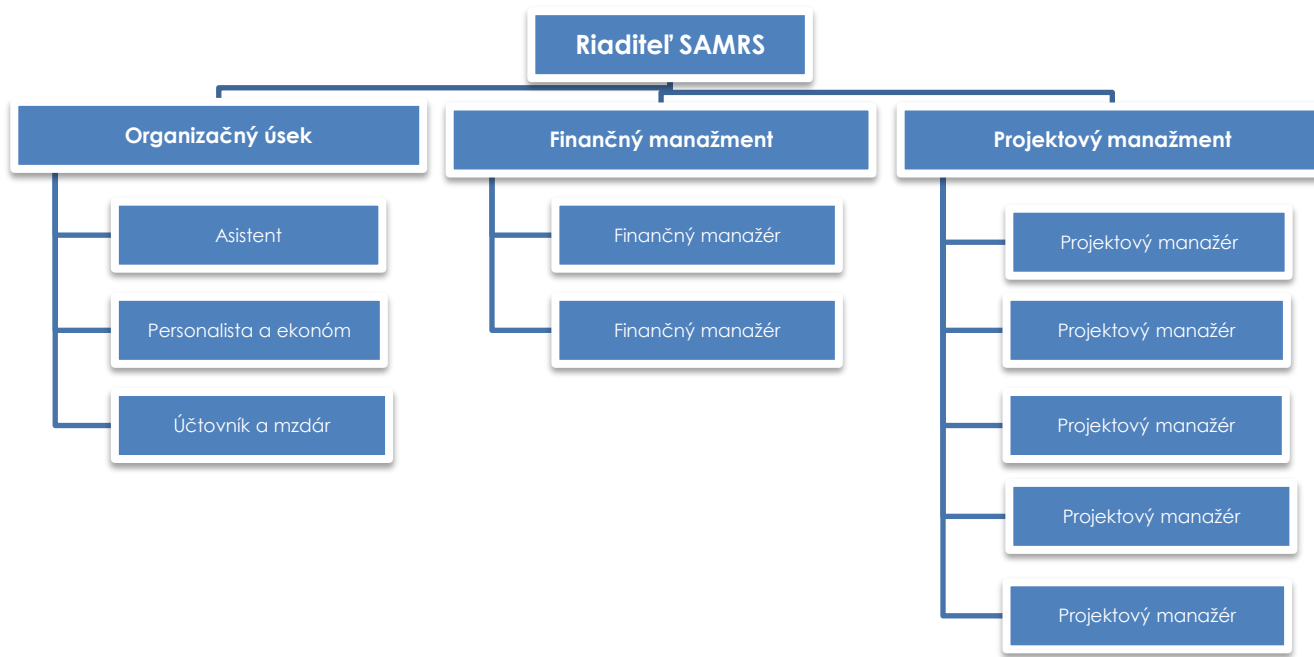 Riaditeľ SAMRS
Organizačný úsek
Asistent
Personalista a ekonóm
Účtovník a mzdár
Finančný manažment
Finančný manažér
Finančný manažér
Projektový manažment
Projektový manažér
Projektový manažér
Projektový manažér
Projektový manažér
Projektový manažér